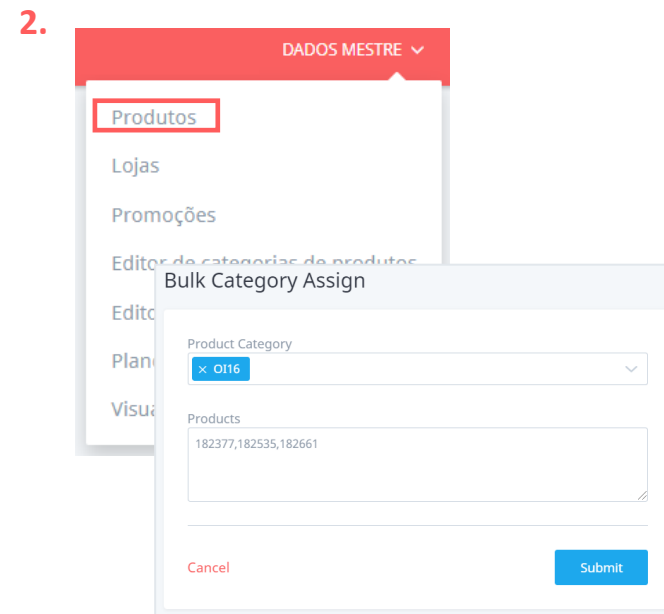 2.
DADOS MESTRE
Produtos
Lojas
Promoções
Editor de categorias de produtos
Bulk Category Assign
Product Category
× OI16
Products
182377,182535,182661
Cancel
Submit